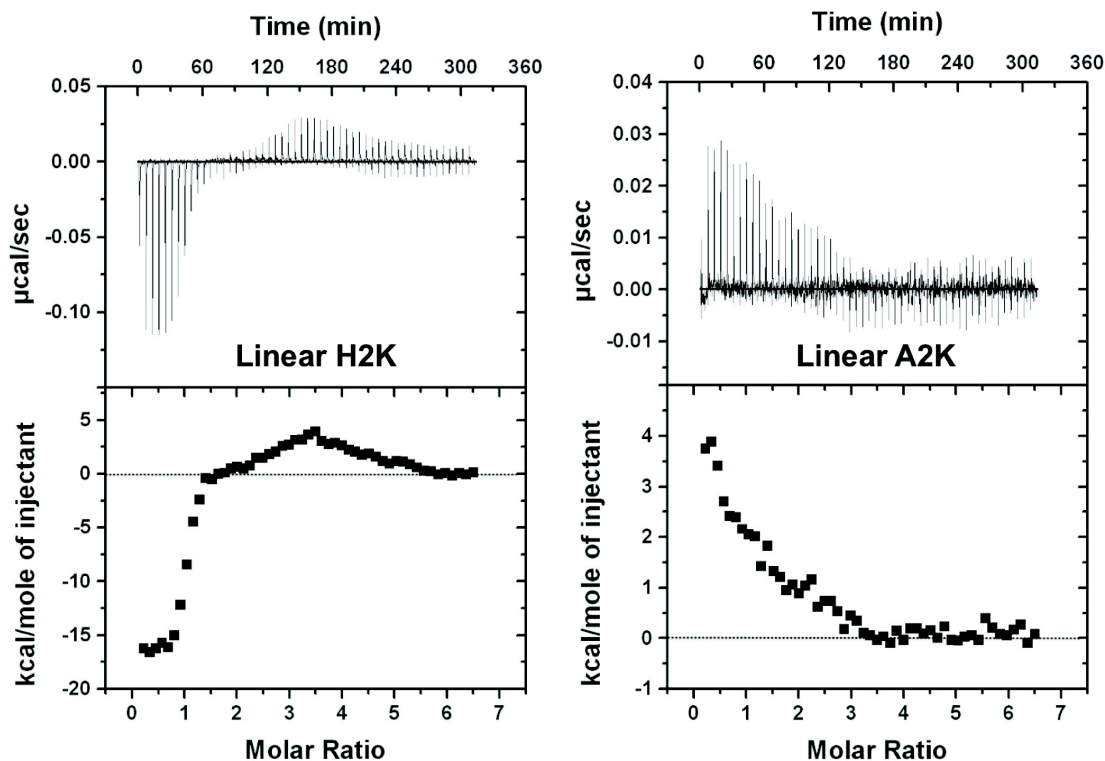 Time (min)
0 60 120 180 240 300 360
0.05
0.00
-0.05
-0.10
µcal/sec
Linear H2K
5
0
-5
-10
-15
-20
kcal/mole of injectant
0 1 2 3 4 5 6 7
Molar Ratio
Time (min)
0 60 120 180 240 300 360
0.04
0.03
0.02
0.01
0.00
-0.01
µcal/sec
Linear A2K
4
3
2
1
0
-1
kcal/mole of injectant
0 1 2 3 4 5 6 7
Molar Ratio